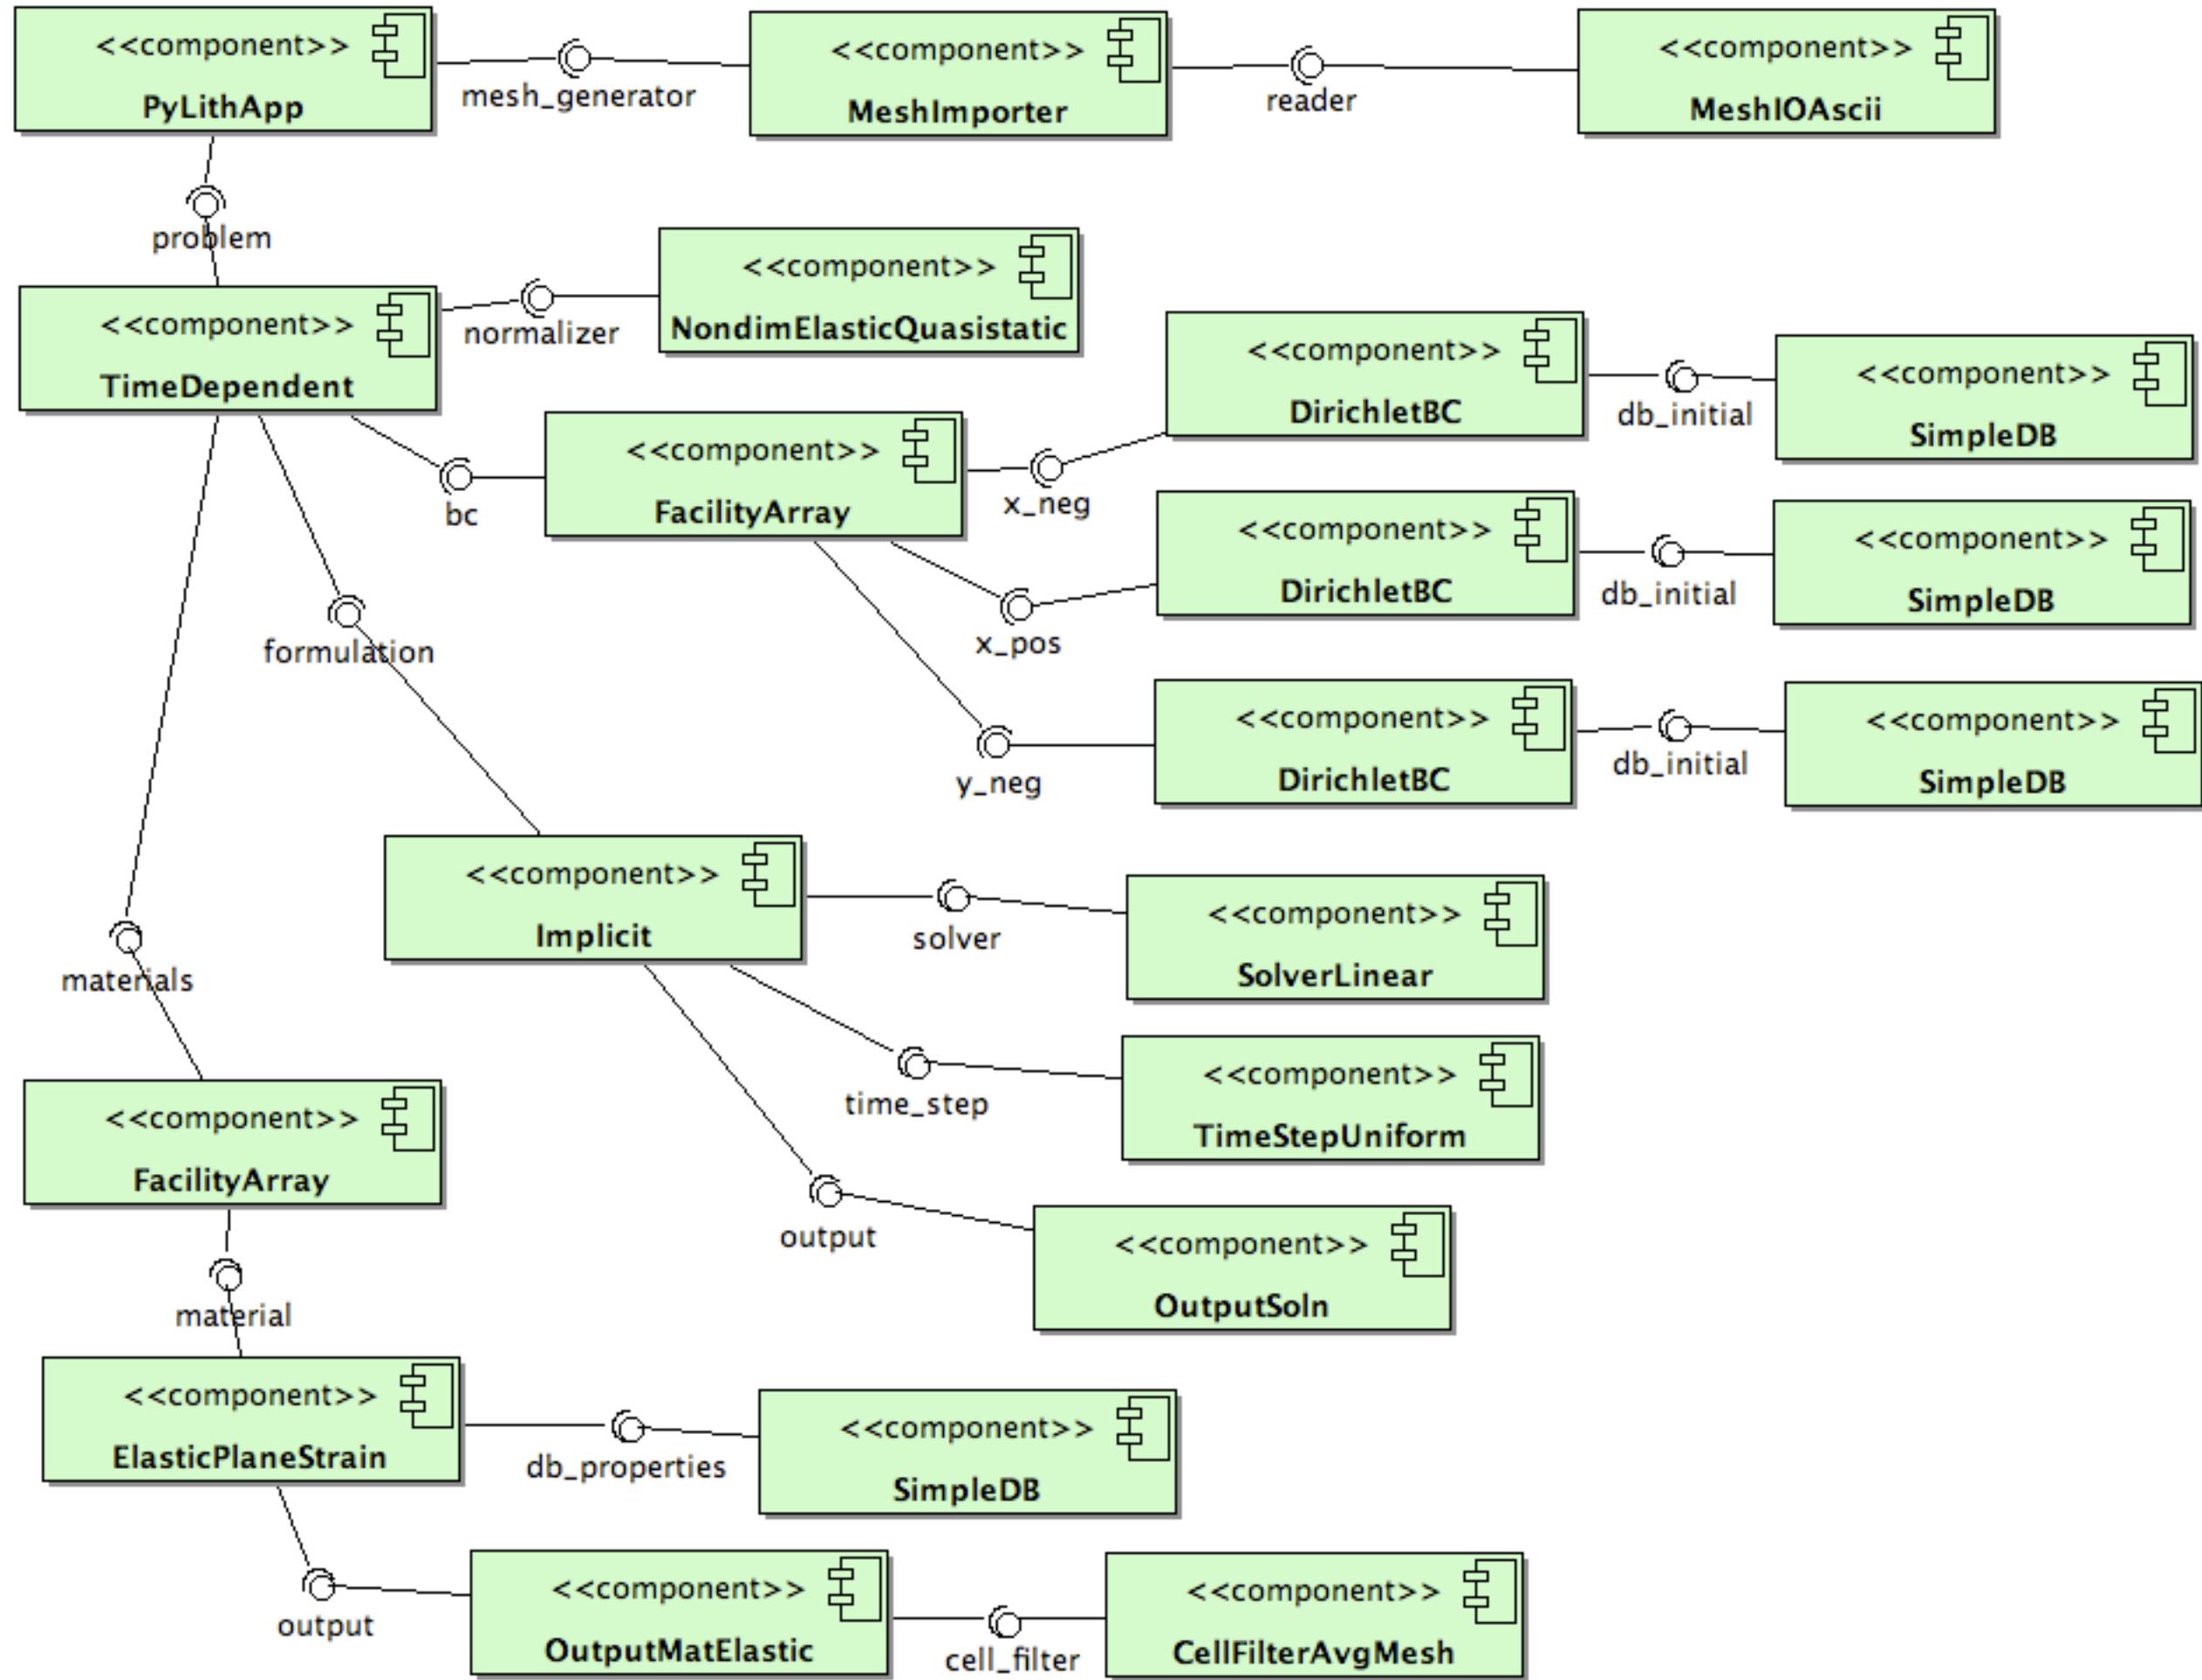 <<component>>
PyLithApp
mesh_generator
<<component>>
MeshImporter
reader
<<component>>
MeshIOAscii
problem
<<component>>
TimeDependent
normalizer
<<component>>
NondimElasticQuasistatic
bc
<<component>>
FacilityArray
x_neg
<<component>>
DirichletBC
db_initial
<<component>>
SimpleDB
x_pos
<<component>>
DirichletBC
db_initial
<<component>>
SimpleDB
y_neg
<<component>>
DirichletBC
db_initial
<<component>>
SimpleDB
formulation
<<component>>
Implicit
solver
<<component>>
SolverLinear
time_step
<<component>>
TimeStepUniform
output
<<component>>
OutputSoln
materials
<<component>>
FacilityArray
material
<<component>>
ElasticPlaneStrain
db_properties
<<component>>
SimpleDB
output
<<component>>
OutputMatElastic
cell_filter
<<component>>
CellFilterAvgMesh